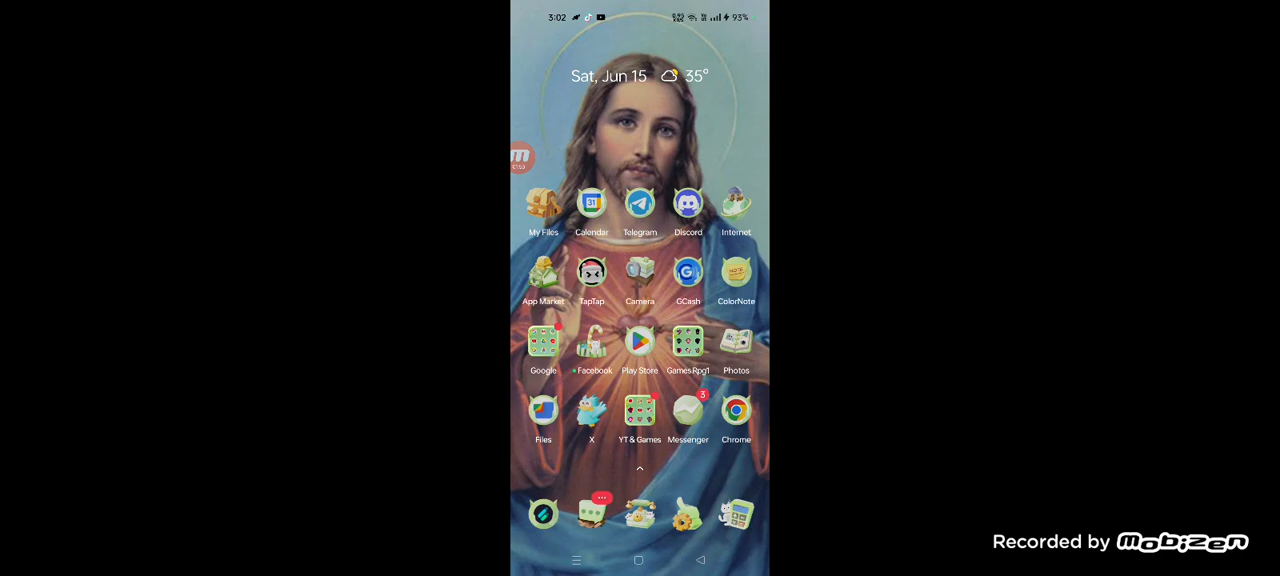 3:02
93%
Sat, Jun 15 35°
My Files Calendar Telegram Discord Internet
App Market TapTap Camera GCash ColorNote
Google Facebook Play Store Games Rpg1 Photos
3
Files X YT & Games Messenger Chrome
Recorded by Mobizen